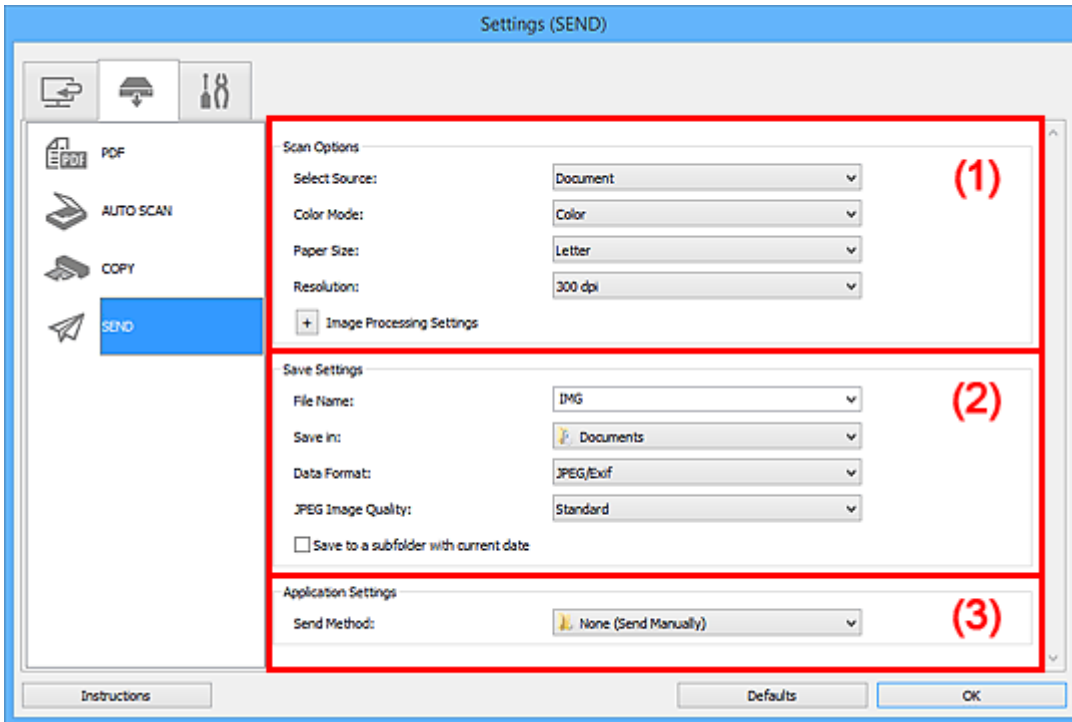 Settings (SEND)
PDF
PDF
AUTO SCAN
COPY
SEND
Scan Options
(1)
Select Source: Document
Color Mode: Color
Paper Size: Letter
Resolution: 300 dpi
+ Image Processing Settings
Save Settings
(2)
File Name: IMG
Save in: Documents
Data Format: JPEG/Exif
JPEG Image Quality: Standard
Save to a subfolder with current date
Application Settings
(3)
Send Method: None (Send Manually)
Instructions Defaults OK